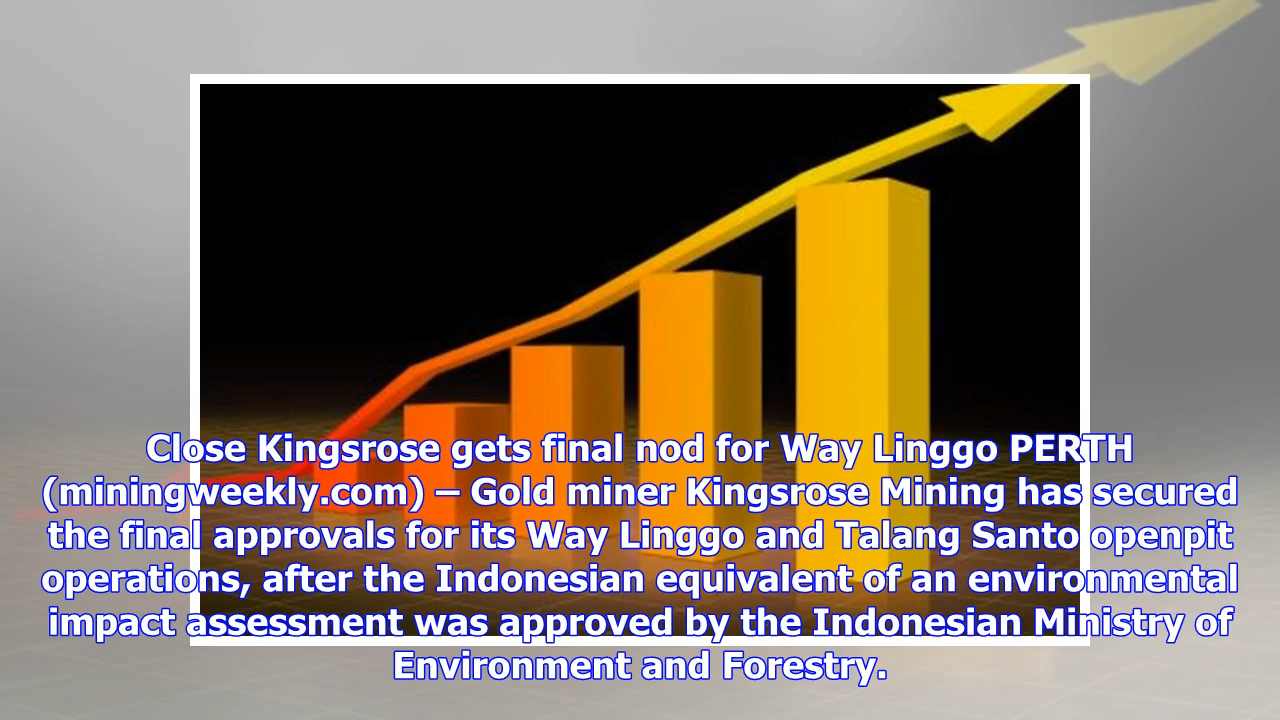 Close Kingsrose gets final nod for Way Linggo PERTH
(miningweekly.com) – Gold miner Kingsrose Mining has secured
the final approvals for its Way Linggo and Talang Santo openpit
operations, after the Indonesian equivalent of an environmental
impact assessment was approved by the Indonesian Ministry of
Environment and Forestry.